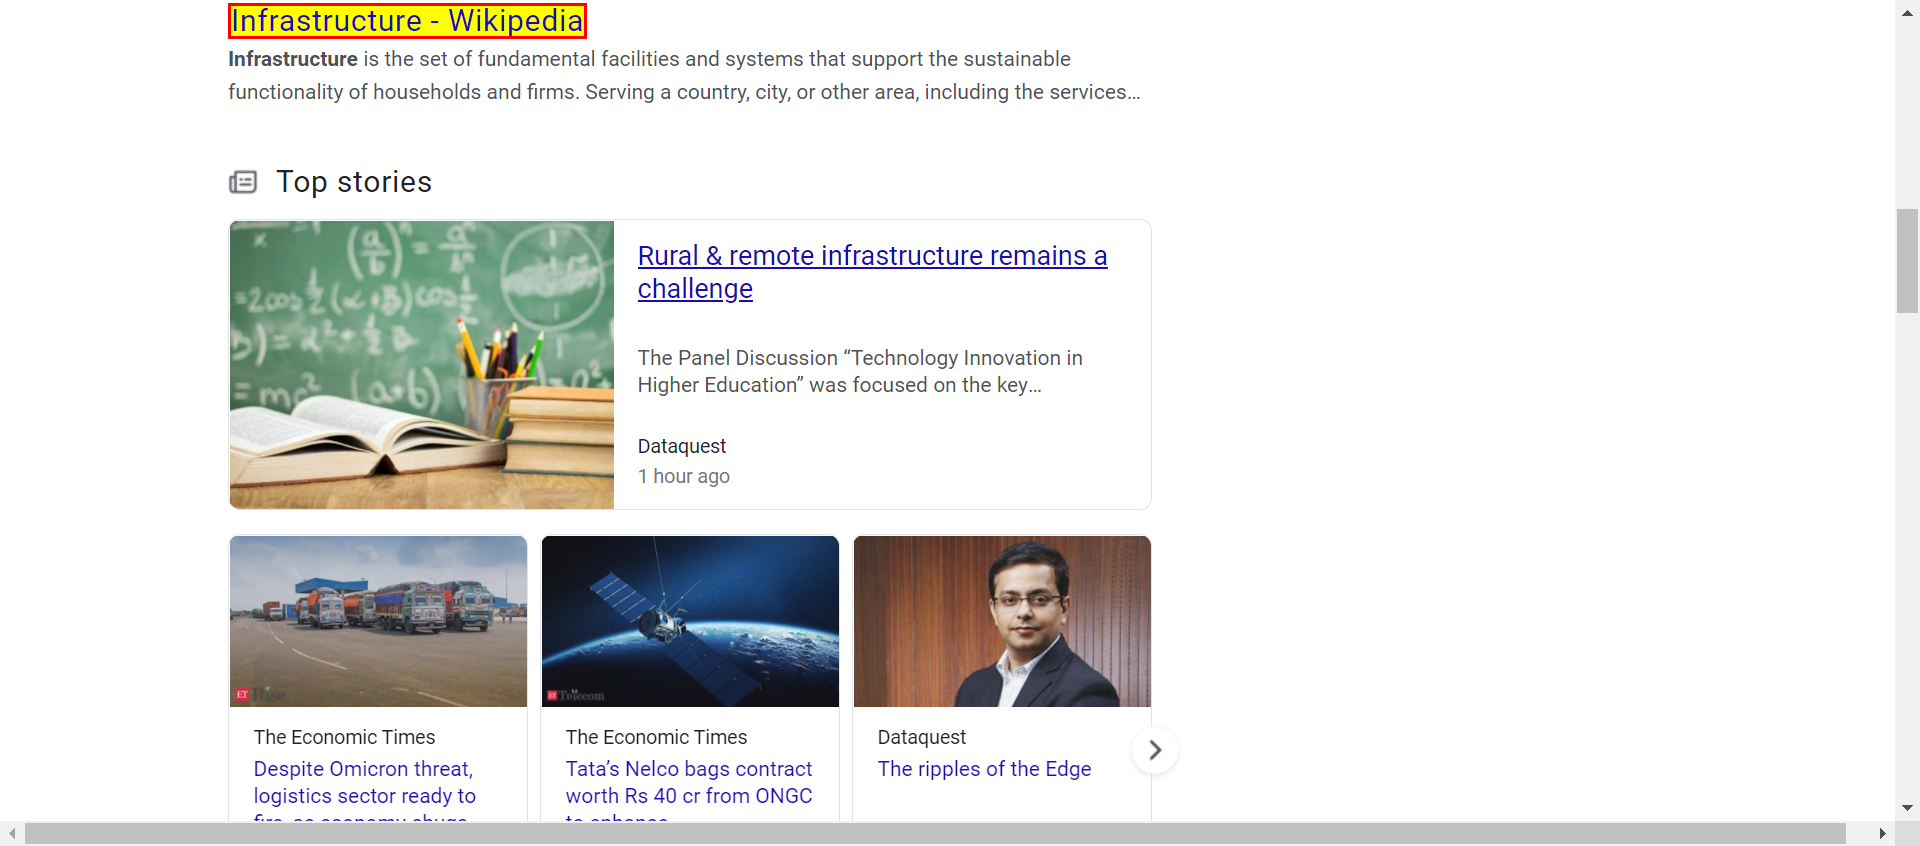 Infrastructure - Wikipedia
Infrastructure is the set of fundamental facilities and systems that support the sustainable
functionality of households and firms. Serving a country, city, or other area, including the services...
Top stories
Rural & remote infrastructure remains a
challenge
The Panel Discussion “Technology Innovation in
Higher Education” was focused on the key...
Dataquest
1 hour ago
ET Rise
ET Telecom
The Economic Times
Despite Omicron threat,
logistics sector ready to
The Economic Times
Tata’s Nelco bags contract
worth Rs 40 cr from ONGC
to enhance
Dataquest
The ripples of the Edge